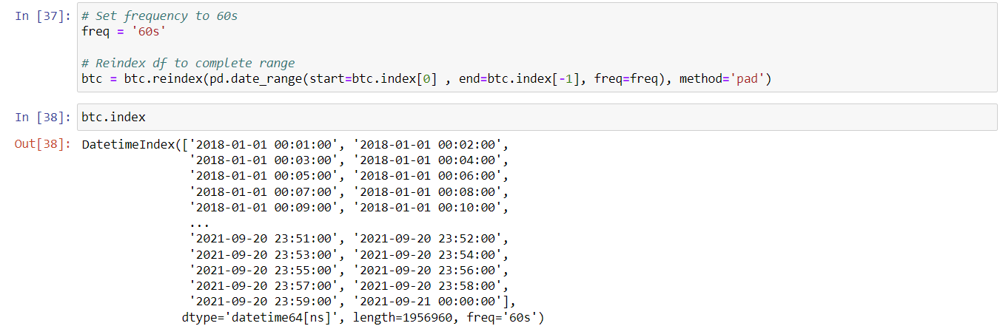 In [37]: # Set frequency to 60s
freq = '60s'
# Reindex df to complete range
btc = btc.reindex(pd.date_range(start=btc.index[0] , end=btc.index[-1], freq=freq), method='pad')
In [38]: btc.index
Out[38]: DatetimeIndex(['2018-01-01 00:01:00', '2018-01-01 00:02:00',
'2018-01-01 00:03:00', '2018-01-01 00:04:00',
'2018-01-01 00:05:00', '2018-01-01 00:06:00',
'2018-01-01 00:07:00', '2018-01-01 00:08:00',
'2018-01-01 00:09:00', '2018-01-01 00:10:00',
...
'2021-09-20 23:51:00', '2021-09-20 23:52:00',
'2021-09-20 23:53:00', '2021-09-20 23:54:00',
'2021-09-20 23:55:00', '2021-09-20 23:56:00',
'2021-09-20 23:57:00', '2021-09-20 23:58:00',
'2021-09-20 23:59:00', '2021-09-21 00:00:00'],
dtype='datetime64[ns]', length=1956960, freq='60s')